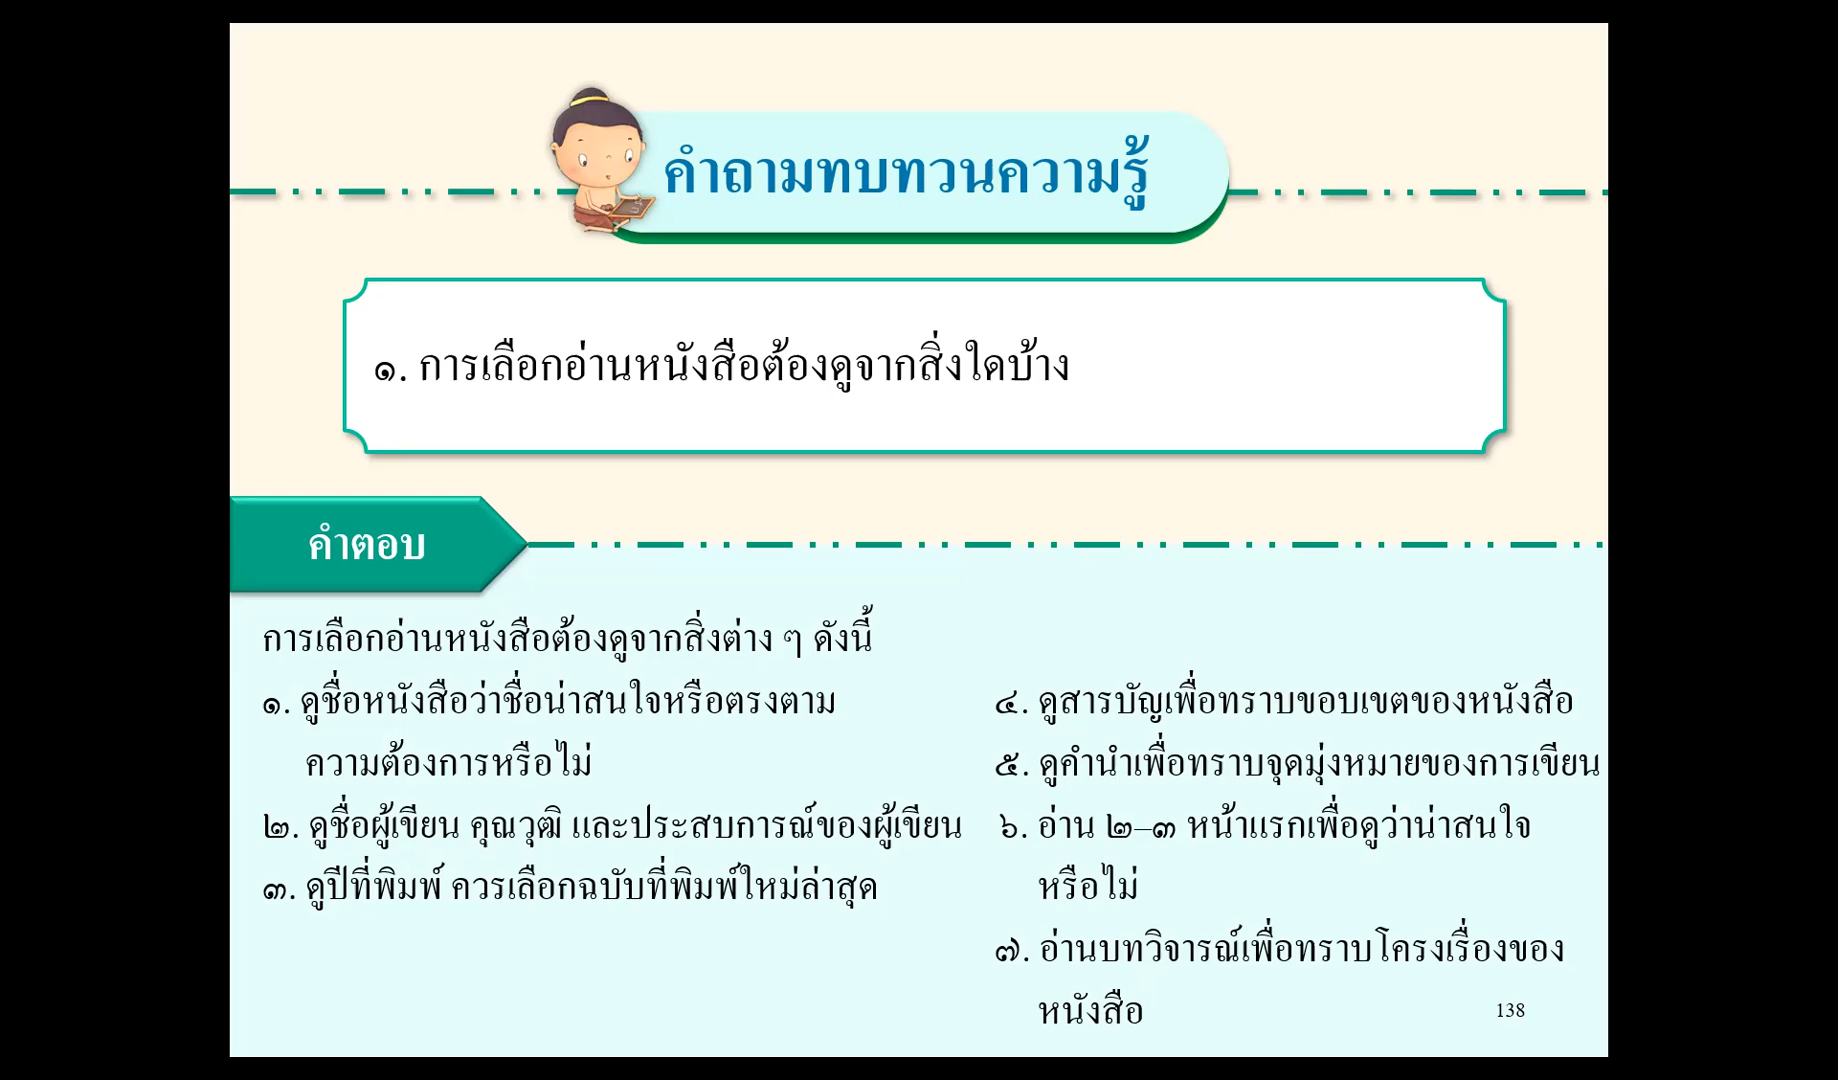 คำถามทบทวนความรู้
๑. การเลือกอ่านหนังสือต้องดูจากสิ่งใดบ้าง
คำตอบ
การเลือกอ่านหนังสือต้องดูจากสิ่งต่าง ๆ ดังนี้
๑. ดูชื่อหนังสือว่าชื่อน่าสนใจหรือตรงตาม
ความต้องการหรือไม่
๒. ดูชื่อผู้เขียน คุณวุฒิ และประสบการณ์ของผู้เขียน
๓. ดูปีที่พิมพ์ ควรเลือกฉบับที่พิมพ์ใหม่ล่าสุด
๔. ดูสารบัญเพื่อทราบขอบเขตของหนังสือ
๕. ดูคำนำเพื่อทราบจุดมุ่งหมายของการเขียน
๖. อ่าน ๒–๓ หน้าแรกเพื่อดูว่าน่าสนใจ
หรือไม่
๗. อ่านบทวิจารณ์เพื่อทราบโครงเรื่องของ
หนังสือ
138